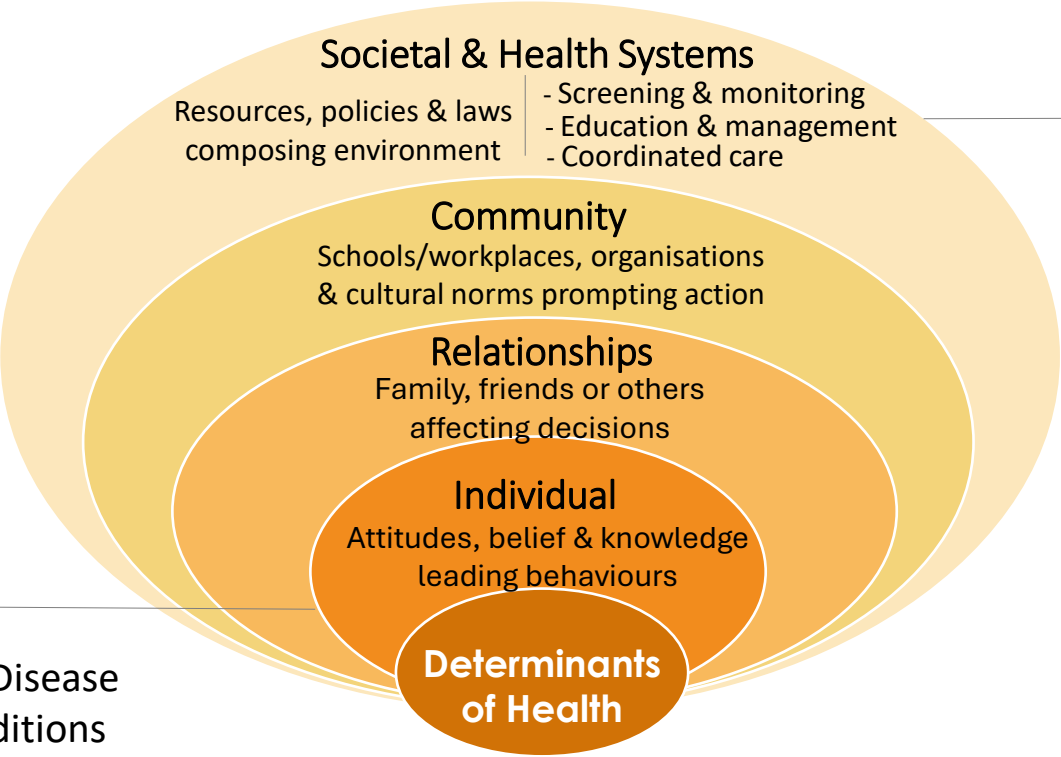 Societal & Health Systems
Resources, policies & laws
composing environment
- Screening & monitoring
- Education & management
- Coordinated care
Community
Schools/workplaces, organisations
& cultural norms prompting action
Relationships
Family, friends or others
affecting decisions
Individual
Attitudes, belief & knowledge
leading behaviours
Determinants
of Health
Disease
ditions